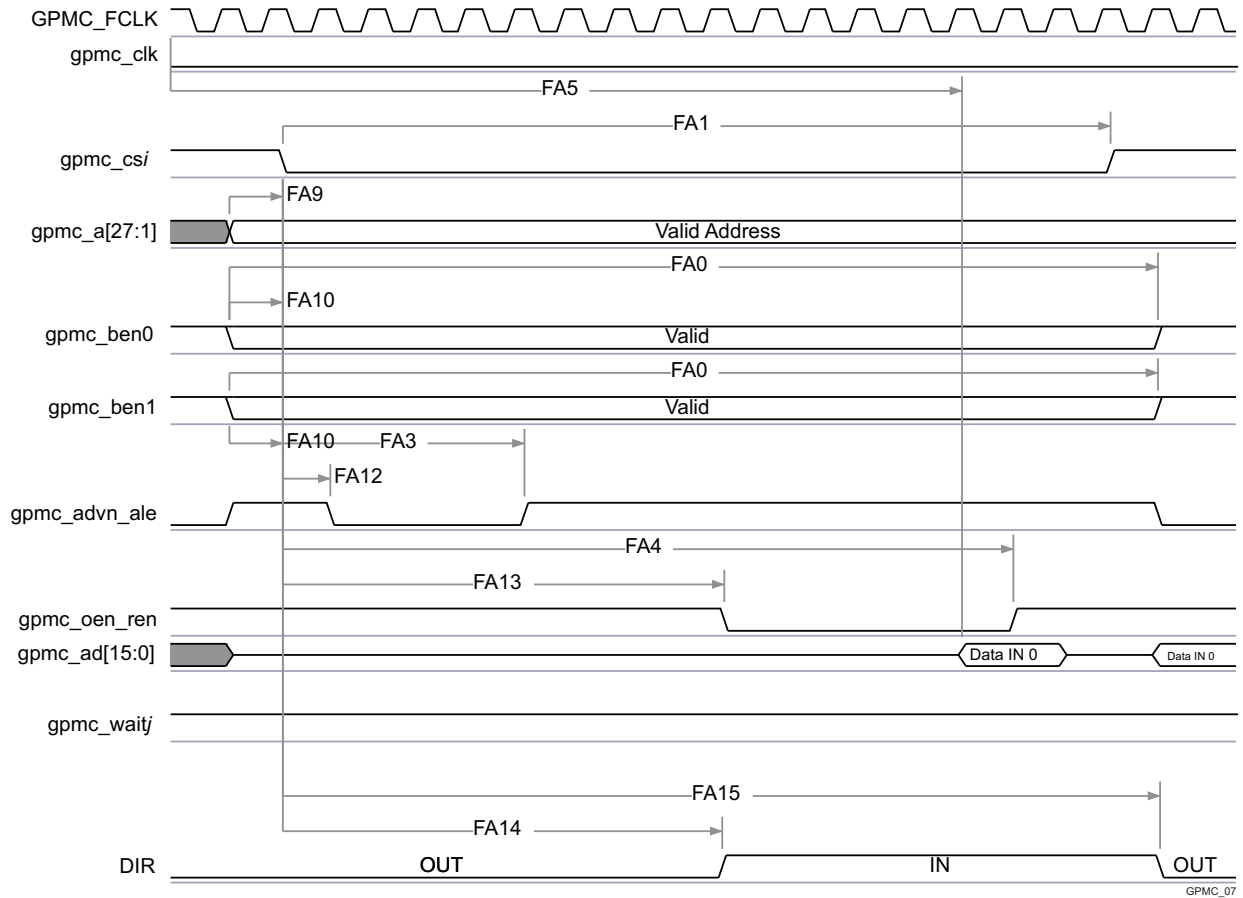 GPMC_FCLK
gpmc_clk
FA5
FA1
gpmc_csi
FA9
gpmc_a[27:1] Valid Address
FA0
FA10
gpmc_ben0 Valid
FA0
gpmc_ben1 Valid
FA10 FA3
FA12
gpmc_advn_ale
FA4
FA13
gpmc_oen_ren
gpmc_ad[15:0] Data IN 0 Data IN 0
gpmc_waitj
FA15
FA14
DIR OUT IN OUT
GPMC_07